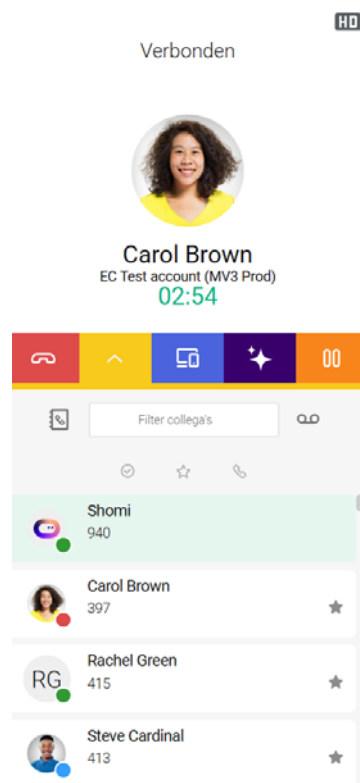 HD
Verbonden
Carol Brown
EC Test account (MV3 Prod)
02:54
Filter collega's
Shomi
940
Carol Brown
397
Rachel Green
RG
415
Steve Cardinal
413